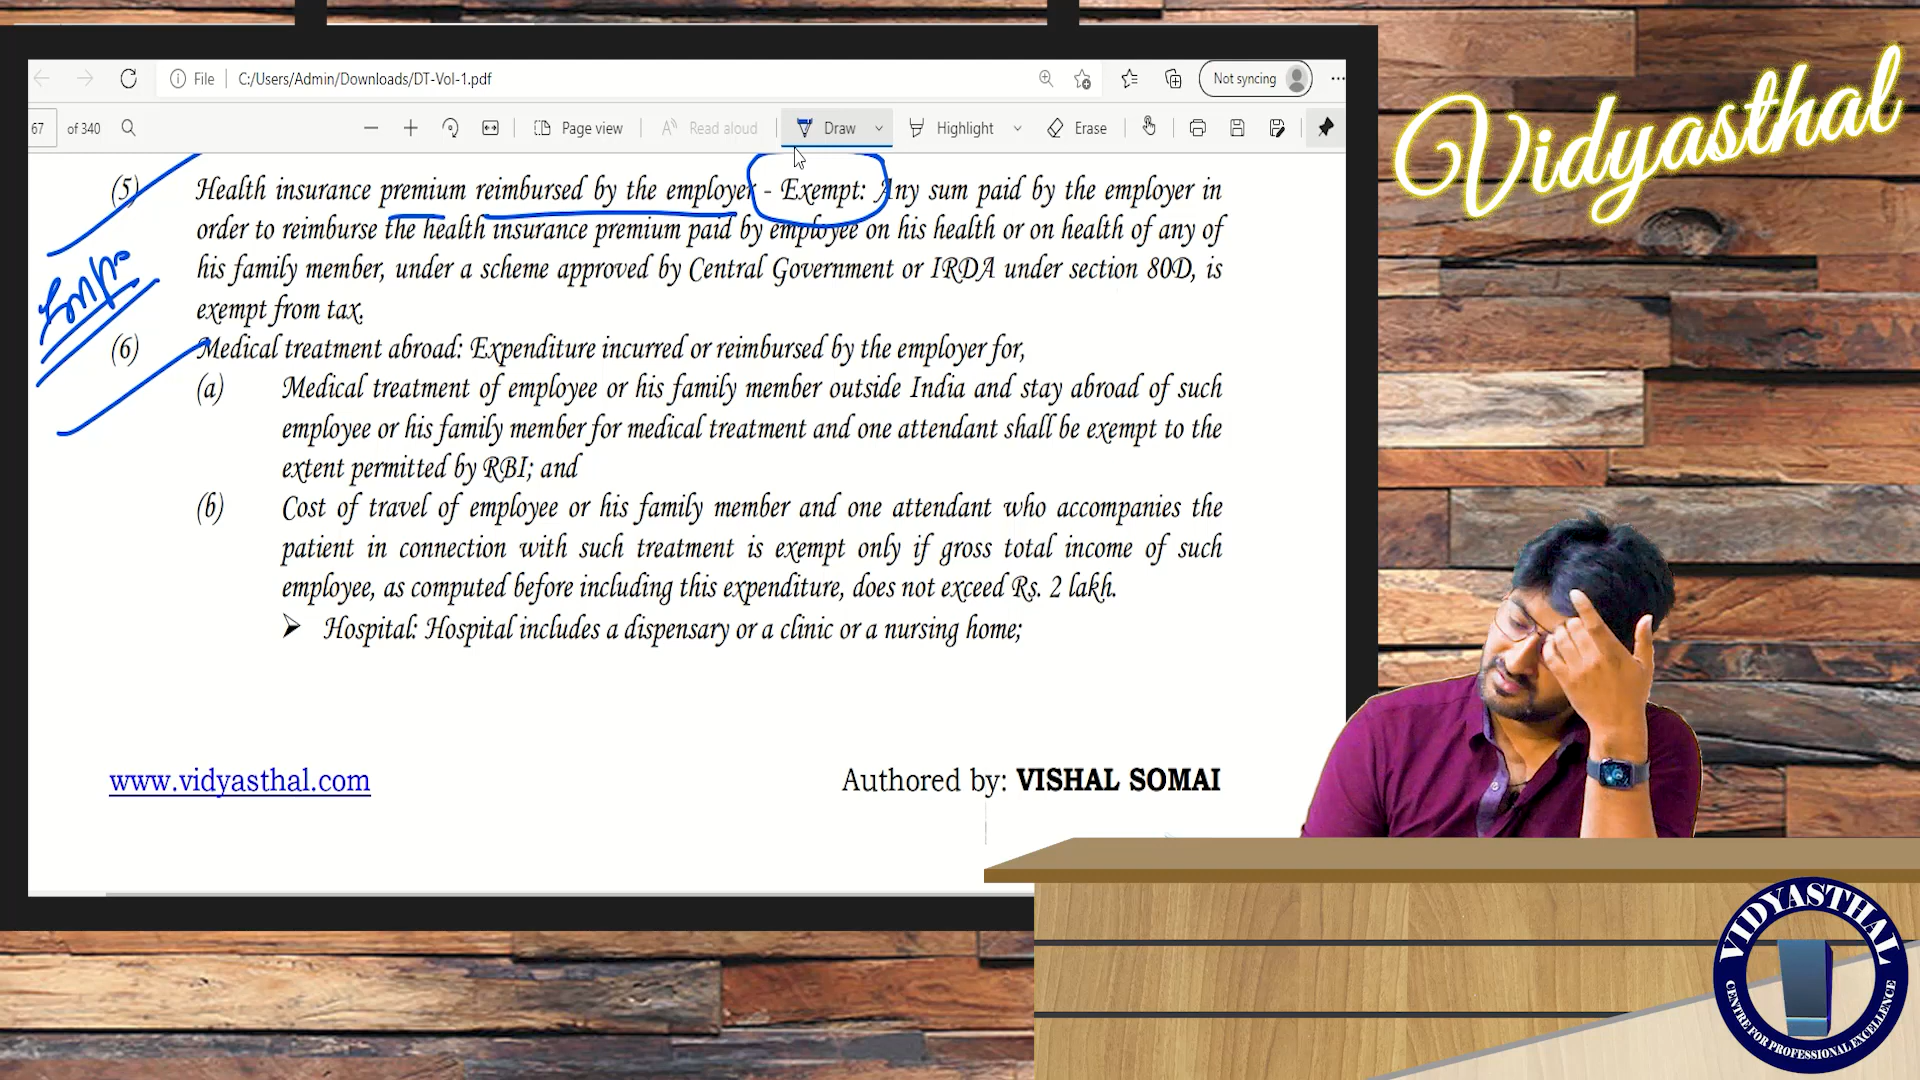 File C:/Users/Admin/Downloads/DT-Vol-1.pdf Not syncing
67 of 340 Page view Read aloud Draw Highlight Erase
(5) Health insurance premium reimbursed by the employer - Exempt: Any sum paid by the employer in
order to reimburse the health insurance premium paid by employee on his health or on health of any of
his family member, under a scheme approved by Central Government or IRDA under section 80D, is
exempt from tax.
(6) Medical treatment abroad: Expenditure incurred or reimbursed by the employer for,
(a) Medical treatment of employee or his family member outside India and stay abroad of such
employee or his family member for medical treatment and one attendant shall be exempt to the
extent permitted by RBI; and
(b) Cost of travel of employee or his family member and one attendant who accompanies the
patient in connection with such treatment is exempt only if gross total income of such
employee, as computed before including this expenditure, does not exceed Rs. 2 lakh.
➤ Hospital: Hospital includes a dispensary or a clinic or a nursing home;
www.vidyasthal.com Authored by: VISHAL SOMAI
Vidyasthal
VIDYASTHAL
CENTRE FOR PROFESSIONAL EXCELLENCE